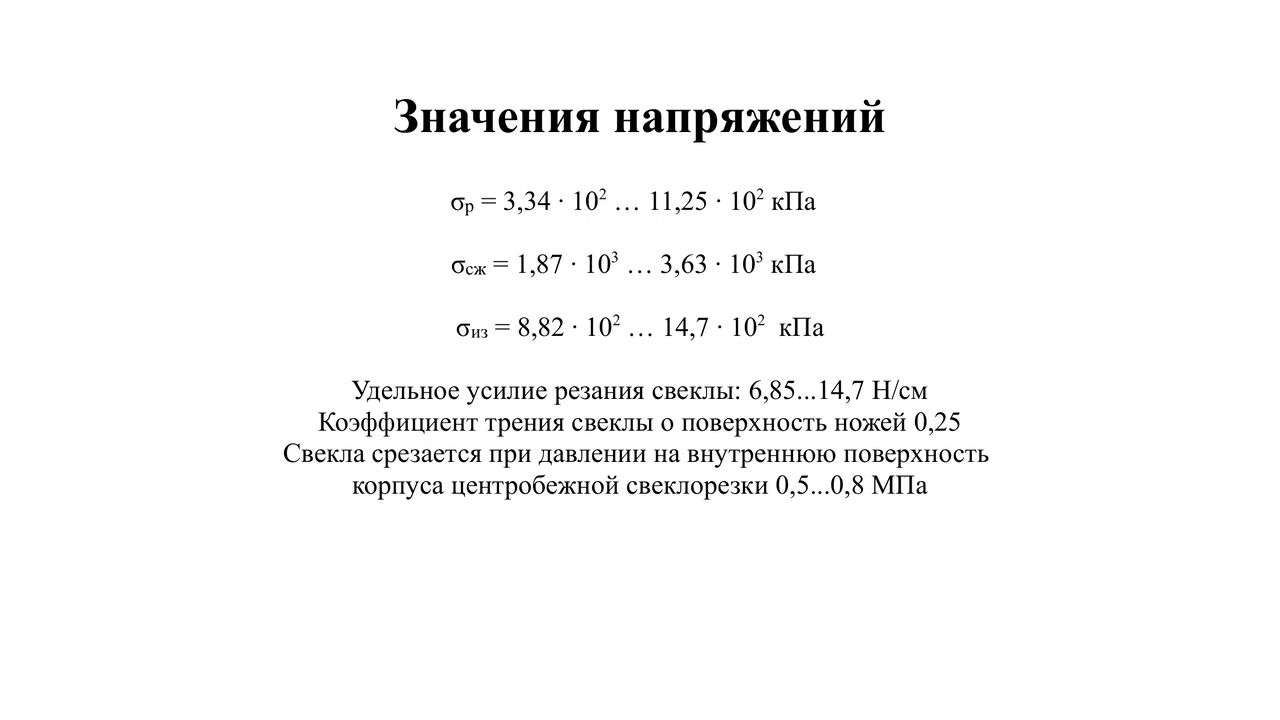 Значения напряжений
σр = 3,34 · 10² … 11,25 · 10² кПа
σсж = 1,87 · 10³ … 3,63 · 10³ кПа
σиз = 8,82 · 10² … 14,7 · 10² кПа
Удельное усилие резания свеклы: 6,85...14,7 Н/см
Коэффициент трения свеклы о поверхность ножей 0,25
Свекла срезается при давлении на внутреннюю поверхность
корпуса центробежной свеклорезки 0,5...0,8 МПа